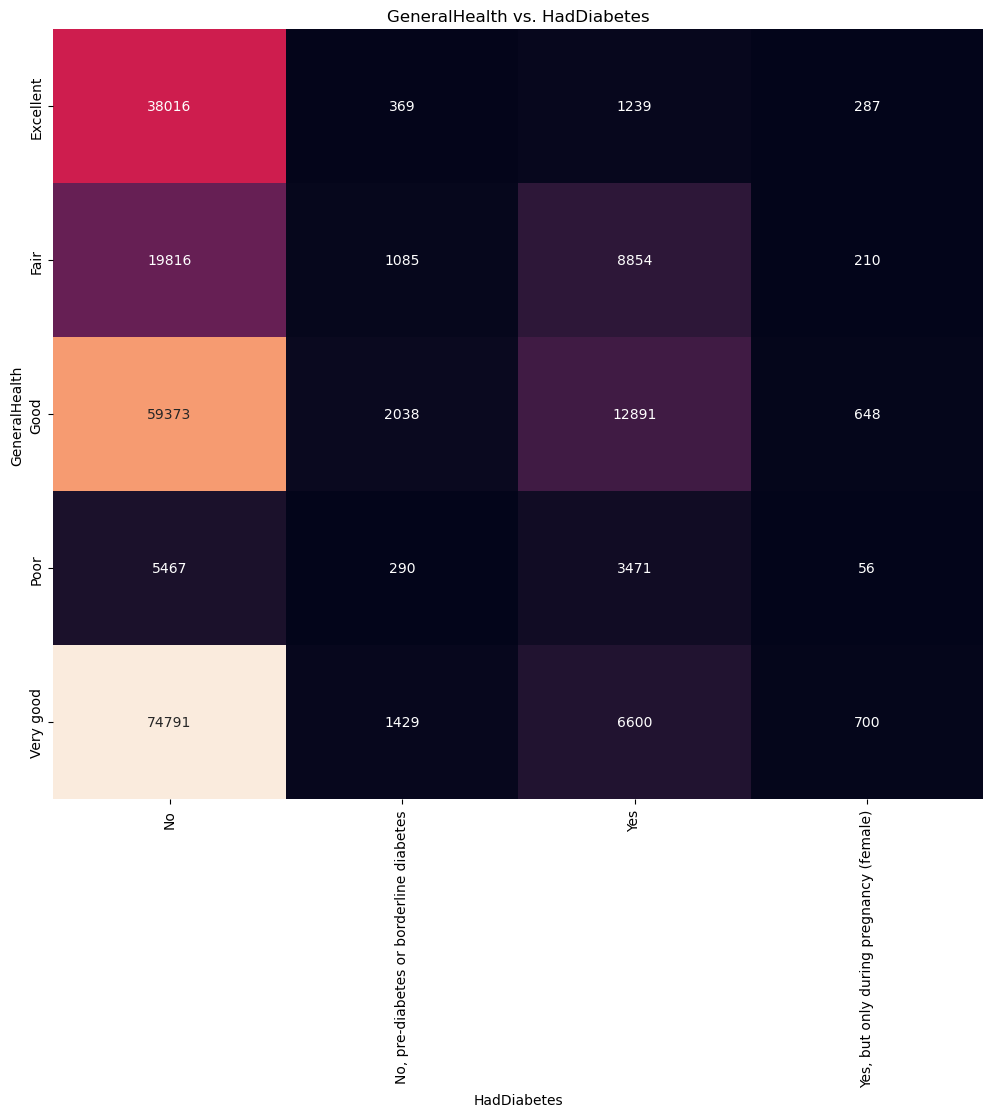 GeneralHealth vs. HadDiabetes
GeneralHealth
Excellent
38016 369 1239 287
Fair
19816 1085 8854 210
Good
59373 2038 12891 648
Poor
5467 290 3471 56
Very good
74791 1429 6600 700
No
No, pre-diabetes or borderline diabetes
Yes
Yes, but only during pregnancy (female)
HadDiabetes